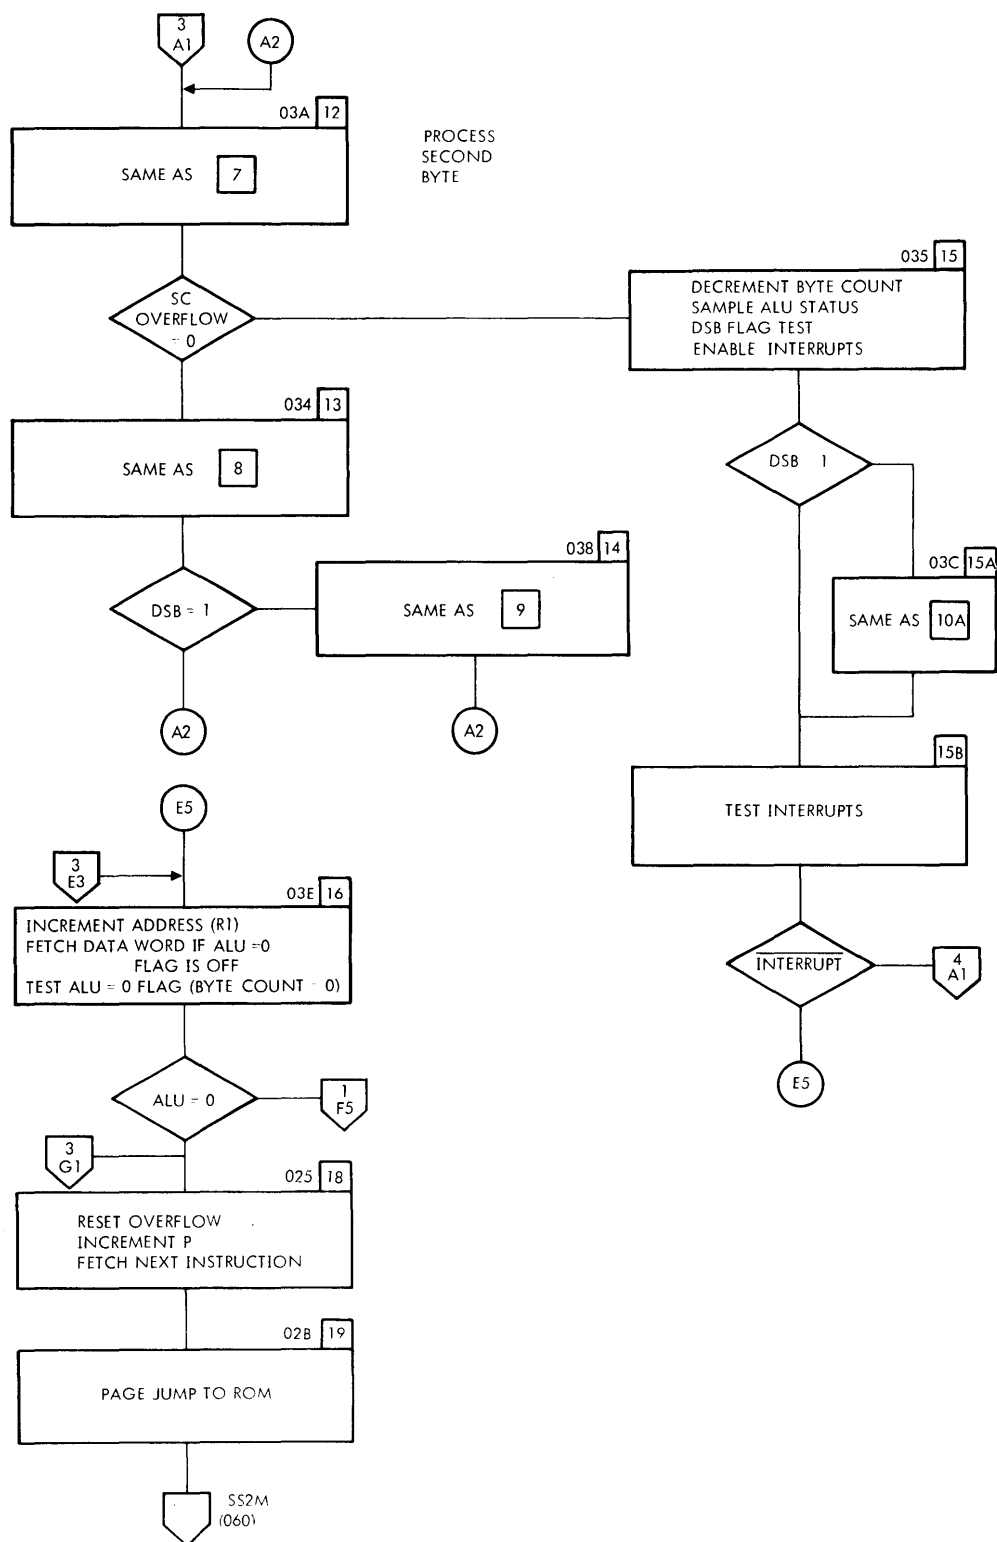 3
A1
A2
03A 12
SAME AS 7
PROCESS
SECOND
BYTE
SC
OVERFLOW
= 0
035 15
DECREMENT BYTE COUNT
SAMPLE ALU STATUS
DSB FLAG TEST
ENABLE INTERRUPTS
034 13
SAME AS 8
DSB 1
038 14
SAME AS 9
DSB = 1
03C 15A
SAME AS 10A
A2
A2
15B
TEST INTERRUPTS
E5
3
E3
03E 16
INCREMENT ADDRESS (R1)
FETCH DATA WORD IF ALU =0
FLAG IS OFF
TEST ALU = 0 FLAG (BYTE COUNT = 0)
INTERRUPT
4
A1
E5
ALU = 0
1
F5
3
G1
025 18
RESET OVERFLOW
INCREMENT P
FETCH NEXT INSTRUCTION
02B 19
PAGE JUMP TO ROM
SS2M
(060)